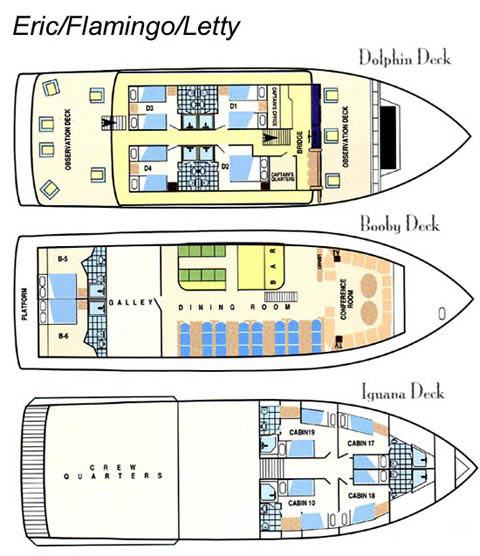 Eric/Flamingo/Letty
Dolphin Deck
OBSERVATION DECK
D3
D1
CAPTAIN'S OFFICE
BRIDGE
OBSERVATION DECK
D4
D2
CAPTAIN'S QUARTERS
Booby Deck
PLATFORM
B-5
B-6
GALLEY
DINING ROOM
BAR
LIBRARY
TV
CONFERENCE ROOM
TV
Iguana Deck
CREW
QUARTERS
CABIN19
CABIN 17
CABIN 10
CABIN 18